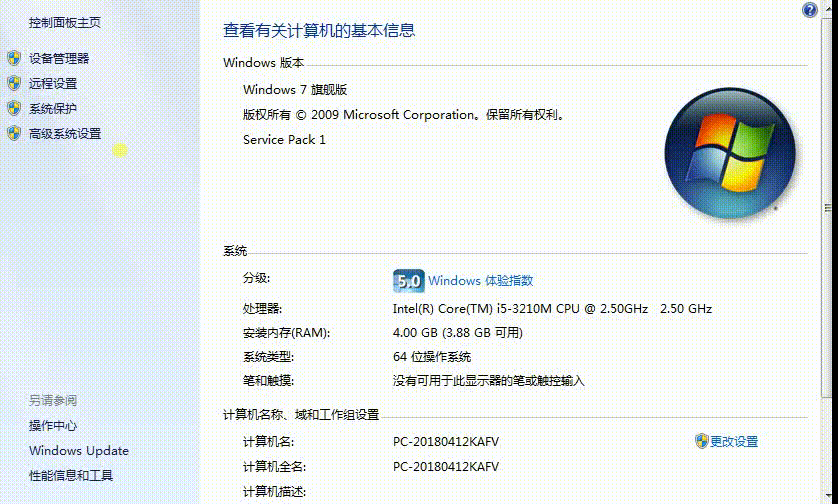 控制面板主页
设备管理器
远程设置
系统保护
高级系统设置
另请参阅
操作中心
Windows Update
性能信息和工具
查看有关计算机的基本信息
Windows 版本
Windows 7 旗舰版
版权所有 © 2009 Microsoft Corporation。保留所有权利。
Service Pack 1
系统
分级: 5.0 Windows 体验指数
处理器: Intel(R) Core(TM) i5-3210M CPU @ 2.50GHz 2.50 GHz
安装内存(RAM): 4.00 GB (3.88 GB 可用)
系统类型: 64 位操作系统
笔和触摸: 没有可用于此显示器的笔或触控输入
计算机名称、域和工作组设置
计算机名: PC-20180412KAFV 更改设置
计算机全名: PC-20180412KAFV
计算机描述: